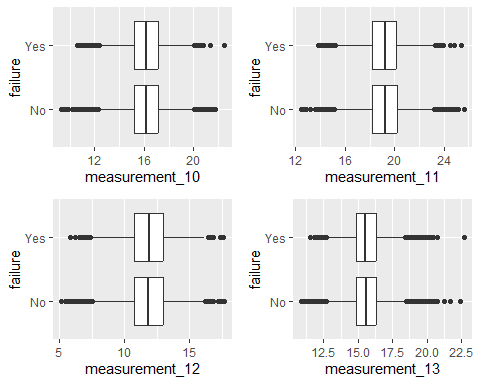 failure
Yes
No
12
16
20
measurement_10
failure
Yes
No
12
16
20
24
measurement_11
failure
Yes
No
5
10
15
measurement_12
failure
Yes
No
12.5
15.0
17.5
20.0
22.5
measurement_13